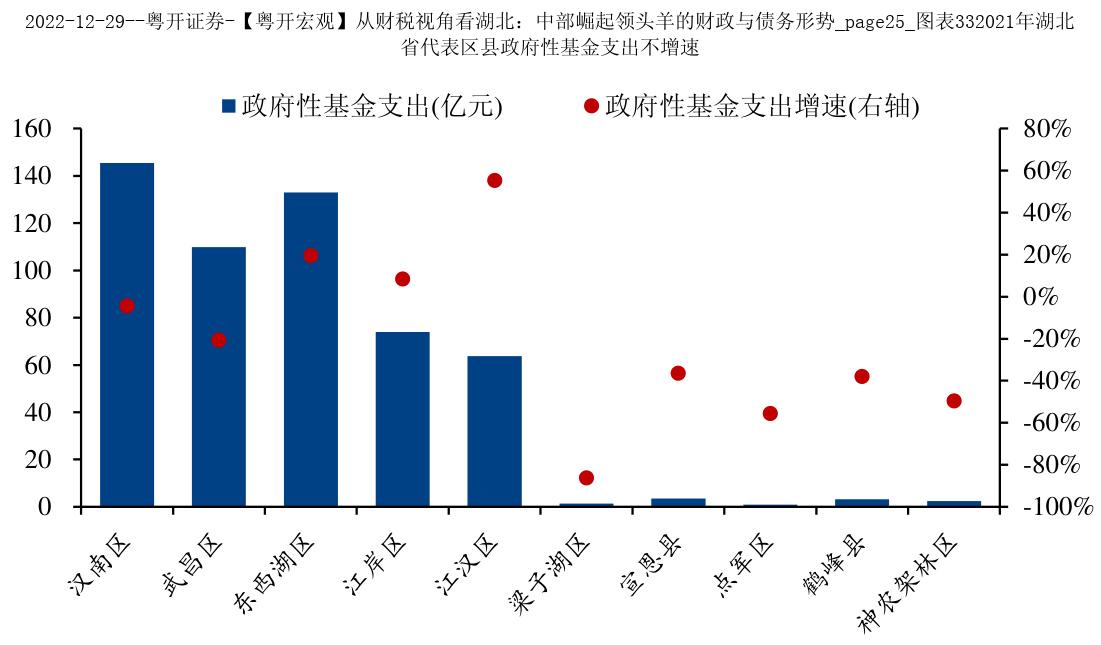 2022-12-29--粤开证券-【粤开宏观】从财税视角看湖北：中部崛起领头羊的财政与债务形势_page25_图表332021年湖北
省代表区县政府性基金支出不增速
政府性基金支出(亿元)
政府性基金支出增速(右轴)
160
140
120
100
80
60
40
20
0
80%
60%
40%
20%
0%
-20%
-40%
-60%
-80%
-100%
汉南区
武昌区
东西湖区
江岸区
江汉区
梁子湖区
宣恩县
点军区
鹤峰县
神农架林区